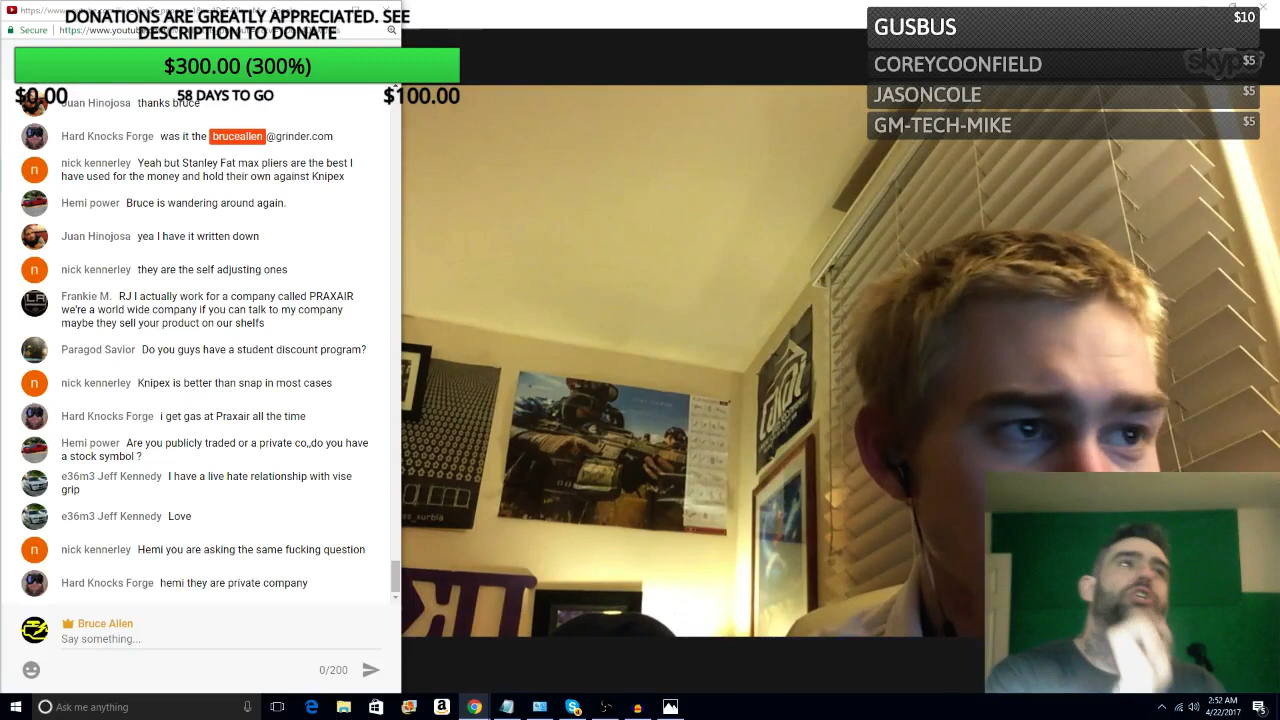 DONATIONS ARE GREATLY APPRECIATED. SEE
DESCRIPTION TO DONATE
Secure
$300.00 (300%)
$0.00
58 DAYS TO GO
$100.00
GUSBUS $10
COREYCOONFIELD $5
JASONCOLE $5
GM-TECH-MIKE $5
skype
Juan Hinojosa thanks bruce
Hard Knocks Forge was it the bruceallen@grinder.com
nick kennerley Yeah but Stanley Fat max pliers are the best I
have used for the money and hold their own against Knipex
Hemi power Bruce is wandering around again.
Juan Hinojosa yea I have it written down
nick kennerley they are the self adjusting ones
Frankie M. RJ I actually work for a company called PRAXAIR
we're a world wide company if you can talk to my company
maybe they sell your product on our shelfs
Paragod Savior Do you guys have a student discount program?
nick kennerley Knipex is better than snap in most cases
Hard Knocks Forge i get gas at Praxair all the time
Hemi power Are you publicly traded or a private co,,do you have
a stock symbol ?
e36m3 Jeff Kennedy I have a live hate relationship with vise
grip
e36m3 Jeff Kennedy Love
nick kennerley Hemi you are asking the same fucking question
Hard Knocks Forge hemi they are private company
Bruce Allen
Say something...
0/200
Ask me anything
2:52 AM
4/22/2017